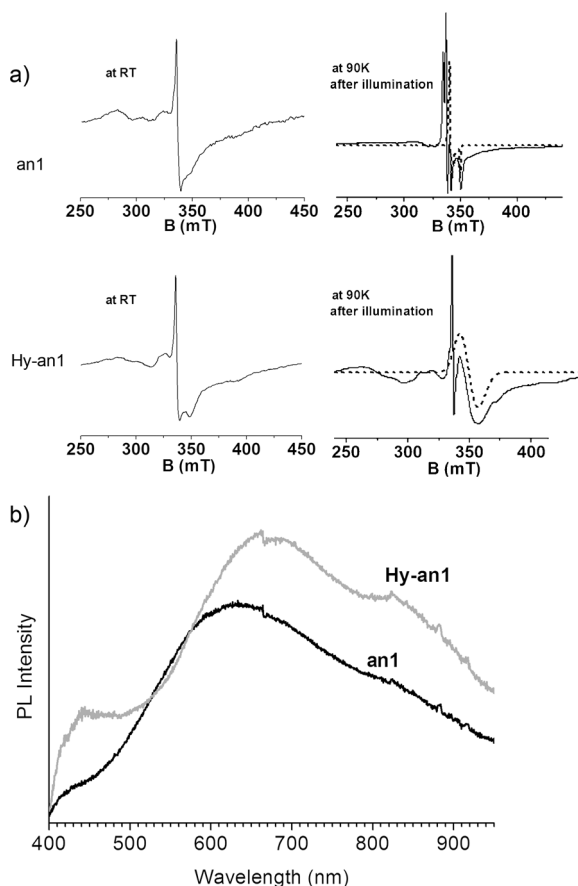 a)
at RT
at 90K
after illumination
an1
250 300 350 400 450
B (mT)
250 300 350 400
B (mT)
at RT
at 90K
after illumination
Hy-an1
250 300 350 400 450
B (mT)
250 300 350 400
B (mT)
b)
Hy-an1
an1
PL Intensity
400 500 600 700 800 900
Wavelength (nm)